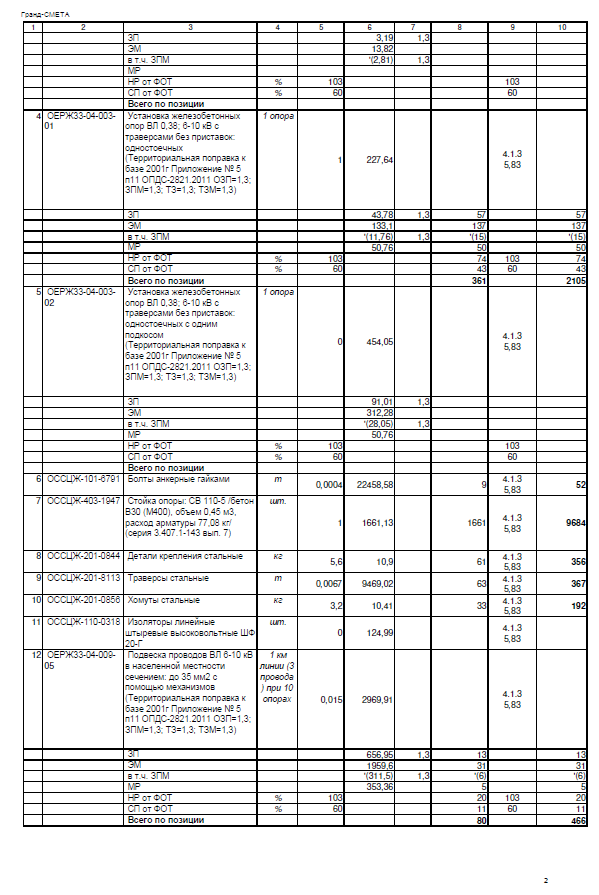 Гранд-СМЕТА
1 2 3 4 5 6 7 8 9 10
ЗП 3,19 1,3
ЭМ 13,82
в т.ч. ЗПМ '(2,81) 1,3
МР
НР от ФОТ % 103 103
СП от ФОТ % 60 60
Всего по позиции
4 ОЕРЖ33-04-003- Установка железобетонных 1 опора
01 опор ВЛ 0,38; 6-10 кВ с
траверсами без приставок:
одностоечных
(Территориальная поправка к 4.1.3
базе 2001г Приложение № 5 1 227,64 5,83
п11 ОПДС-2821.2011 ОЗП=1,3;
ЗПМ=1,3; ТЗ=1,3; ТЗМ=1,3)
ЗП 43,78 1,3 57 57
ЭМ 133,1 137 137
в т.ч. ЗПМ '(11,76) 1,3 '(15) '(15)
МР 50,76 50 50
НР от ФОТ % 103 74 103 74
СП от ФОТ % 60 43 60 43
Всего по позиции 361 2105
5 ОЕРЖ33-04-003- Установка железобетонных 1 опора
02 опор ВЛ 0,38; 6-10 кВ с
траверсами без приставок:
одностоечных с одним
подкосом 4.1.3
(Территориальная поправка к 0 454,05 5,83
базе 2001г Приложение № 5
п11 ОПДС-2821.2011 ОЗП=1,3;
ЗПМ=1,3; ТЗ=1,3; ТЗМ=1,3)
ЗП 91,01 1,3
ЭМ 312,28
в т.ч. ЗПМ '(28,05) 1,3
МР 50,76
НР от ФОТ % 103 103
СП от ФОТ % 60 60
Всего по позиции
6 ОССЦЖ-101-6791 Болты анкерные гайками т 4.1.3
0,0004 22458,58 9 5,83 52
7 ОССЦЖ-403-1947 Стойка опоры: СВ 110-5 /бетон шт.
В30 (М400), объем 0,45 м3, 4.1.3
расход арматуры 77,08 кг/ 1 1661,13 1661 5,83 9684
(серия 3.407.1-143 вып. 7)
8 ОССЦЖ-201-0844 Детали крепления стальные кг 4.1.3
5,6 10,9 61 5,83 356
9 ОССЦЖ-201-8113 Траверсы стальные т 4.1.3
0,0067 9469,02 63 5,83 367
10 ОССЦЖ-201-0856 Хомуты стальные кг 4.1.3
3,2 10,41 33 5,83 192
11 ОССЦЖ-110-0318 Изоляторы линейные шт.
штыревые высоковольтные ШФ 4.1.3
20-Г 0 124,99 5,83
12 ОЕРЖ33-04-009- Подвеска проводов ВЛ 6-10 кВ 1 км
05 в населенной местности линии (3
сечением: до 35 мм2 с провода
помощью механизмов ) при 10 4.1.3
(Территориальная поправка к опорах 0,015 2969,91 5,83
базе 2001г Приложение № 5
п11 ОПДС-2821.2011 ОЗП=1,3;
ЗПМ=1,3; ТЗ=1,3; ТЗМ=1,3)
ЗП 656,95 1,3 13 13
ЭМ 1959,6 31 31
в т.ч. ЗПМ '(311,5) 1,3 '(6) '(6)
МР 353,36 5 5
НР от ФОТ % 103 20 103 20
СП от ФОТ % 60 11 60 11
Всего по позиции 80 466
2